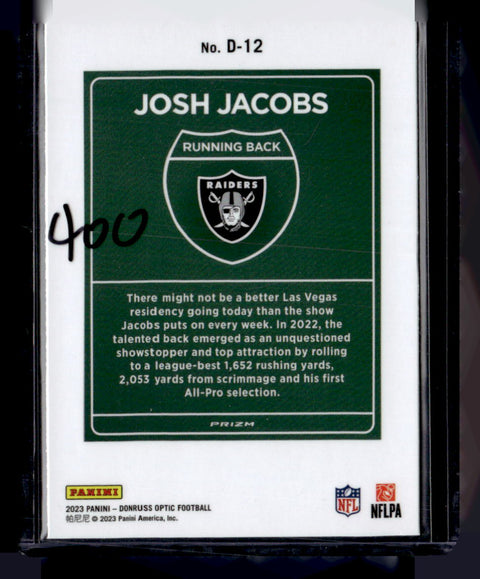 No. D-12
JOSH JACOBS
RUNNING BACK
RAIDERS
400
There might not be a better Las Vegas
residency going today than the show
Jacobs puts on every week. In 2022, the
talented back emerged as an unquestioned
showstopper and top attraction by rolling
to a league-best 1,652 rushing yards,
2,053 yards from scrimmage and his first
All-Pro selection.
PRIZM
PANINI
2023 PANINI – DONRUSS OPTIC FOOTBALL
帕尼尼 © 2023 Panini America, Inc.
NFL
NFLPA